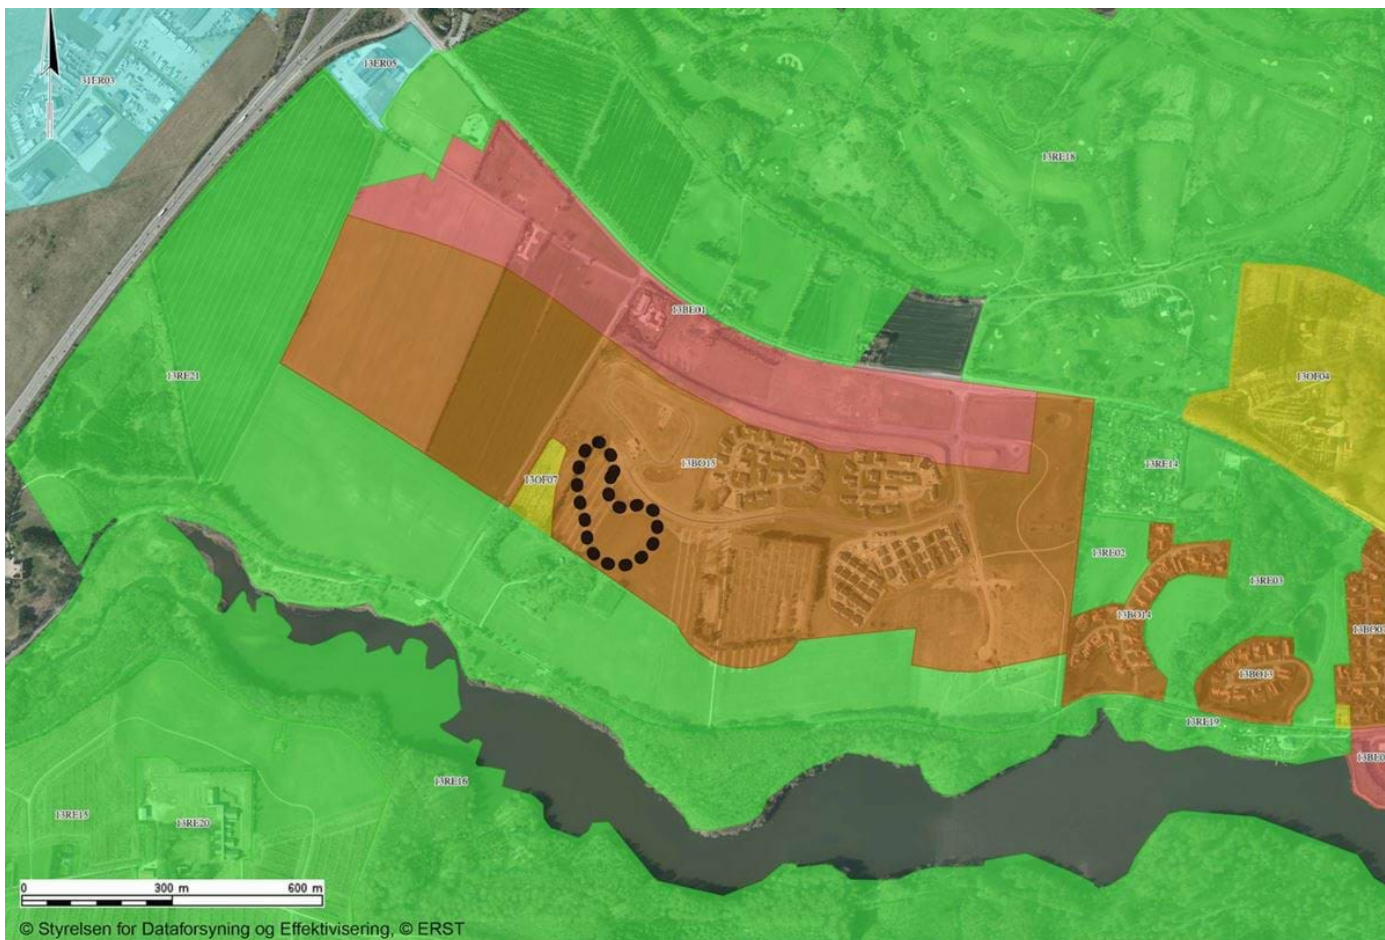 31ER03
13ER05
13RE18
13BE01
13RE21
13OF04
13BO15
13RE14
13OF07
13RE02
13RE03
13BO14
13BO13
13RE19
13RE16
13RE15
13RE20
0 300 m 600 m
© Styrelsen for Dataforsyning og Effektivisering, © ERST